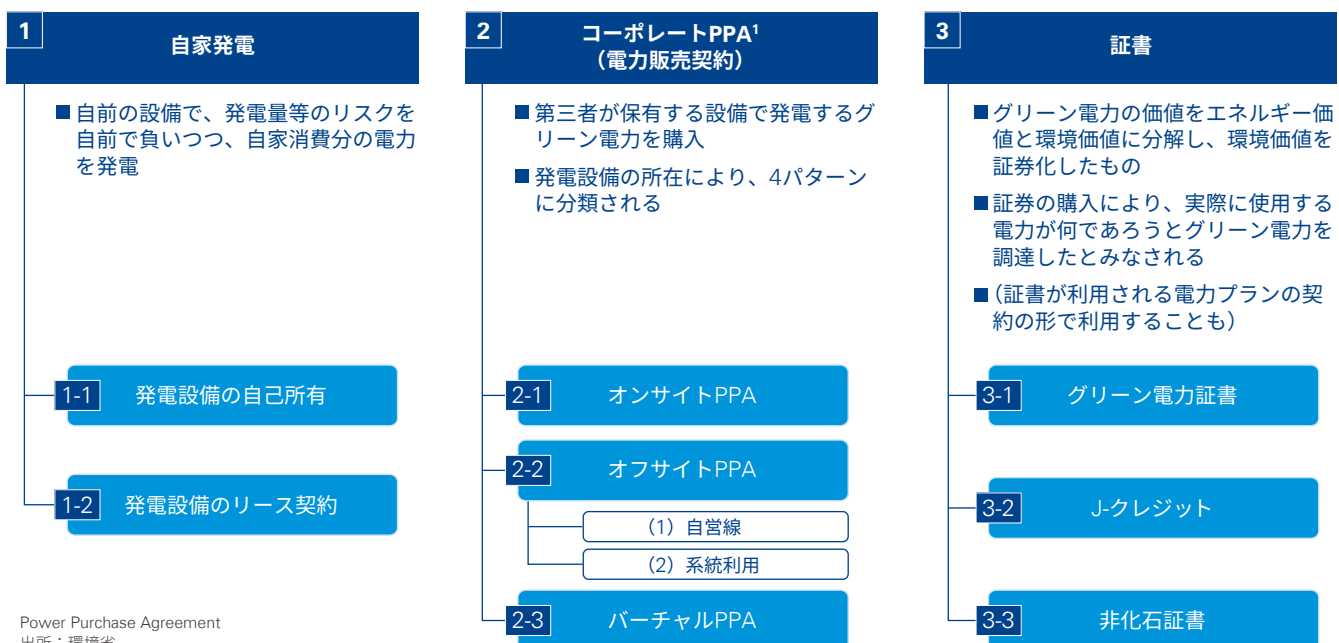 1
自家発電
■自前の設備で、発電量等のリスクを
自前で負いつつ、自家消費分の電力
を発電
1-1 発電設備の自己所有
1-2 発電設備のリース契約
2
コーポレートPPA¹
(電力販売契約)
■第三者が保有する設備で発電するグ
リーン電力を購入
■発電設備の所在により、4パターン
に分類される
2-1 オンサイトPPA
2-2 オフサイトPPA
(1)自営線
(2)系統利用
2-3 バーチャルPPA
3
証書
■グリーン電力の価値をエネルギー価
値と環境価値に分解し、環境価値を
証券化したもの
■証券の購入により、実際に使用する
電力が何であろうとグリーン電力を
調達したとみなされる
■(証書が利用される電力プランの契
約の形で利用することも)
3-1 グリーン電力証書
3-2 J-クレジット
3-3 非化石証書
Power Purchase Agreement
出所:環境省